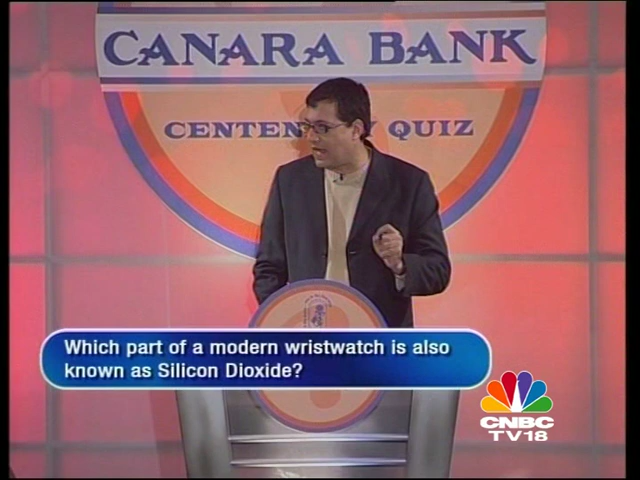 CANARA BANK
CENTEN Y QUIZ
Which part of a modern wristwatch is also
known as Silicon Dioxide?
CNBC
TV18